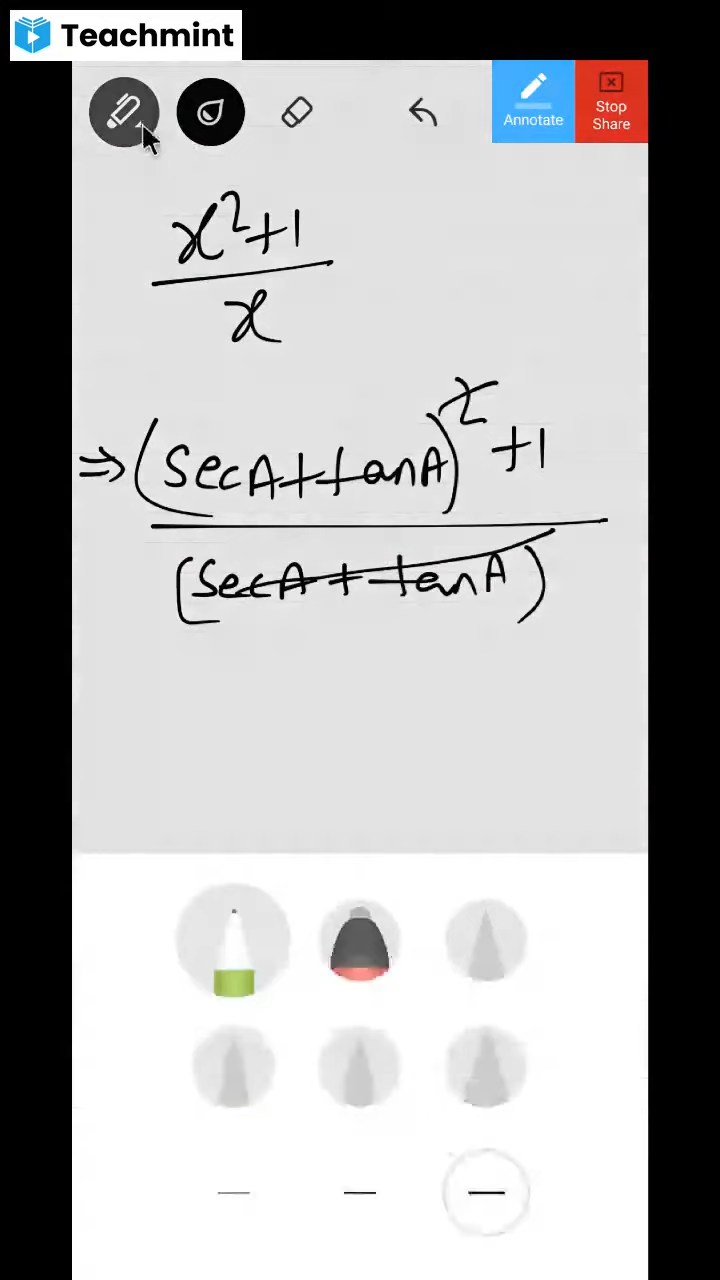 Teachmint
Annotate
Stop
Share
x²+1
x
⇒ (SecA+tanA)² +1
(SecA + tanA)